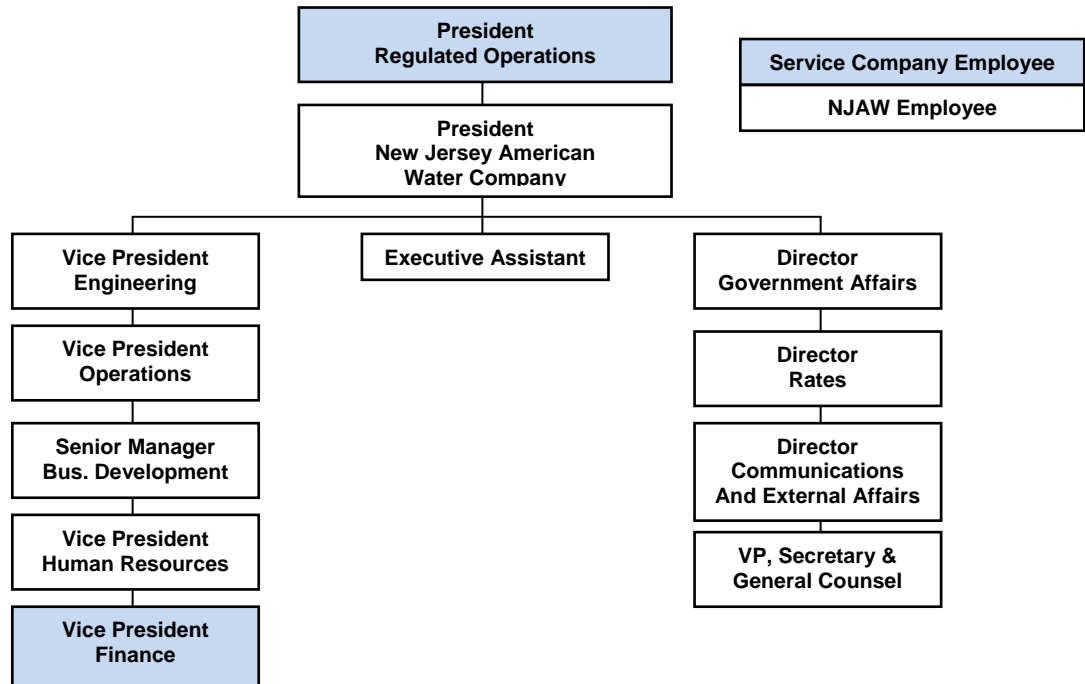 President
Regulated Operations
Service Company Employee
NJAW Employee
President
New Jersey American
Water Company
Vice President
Engineering
Executive Assistant
Director
Government Affairs
Vice President
Operations
Director
Rates
Senior Manager
Bus. Development
Director
Communications
And External Affairs
Vice President
Human Resources
VP, Secretary &
General Counsel
Vice President
Finance